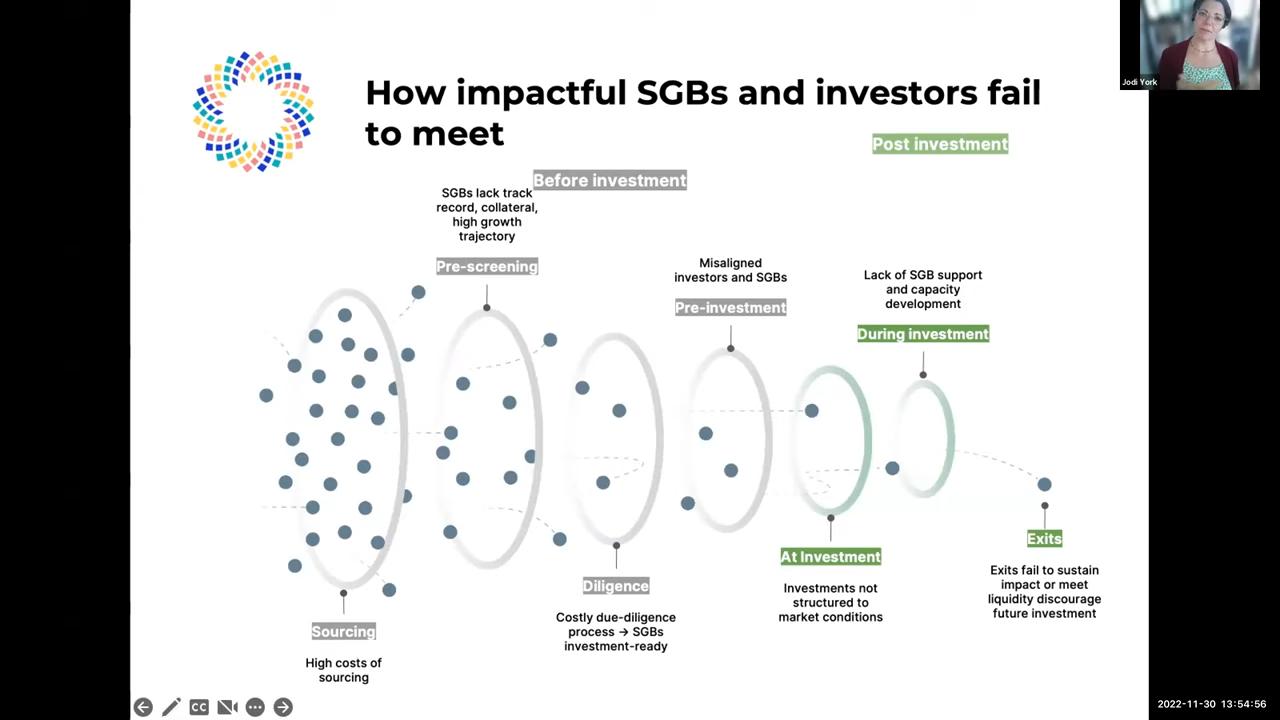 How impactful SGBs and investors fail
to meet
Jodi York
Post investment
Before investment
SGBs lack track
record, collateral,
high growth
trajectory
Pre-screening
Misaligned
investors and SGBs
Pre-investment
Lack of SGB support
and capacity
development
During investment
At Investment
Investments not
structured to
market conditions
Exits
Exits fail to sustain
impact or meet
liquidity discourage
future investment
Diligence
Costly due-diligence
process → SGBs
investment-ready
Sourcing
High costs of
sourcing
CC
2022-11-30 13:54:56